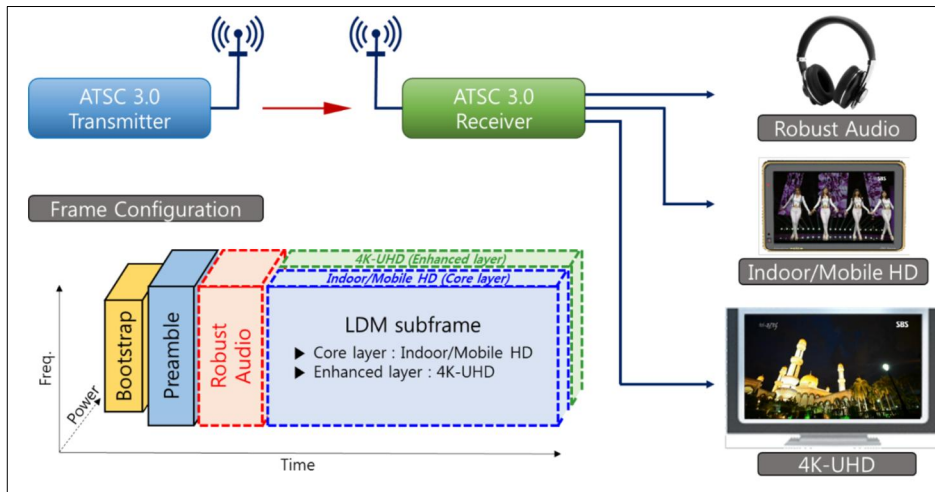 ATSC 3.0
Transmitter
ATSC 3.0
Receiver
Robust Audio
SBS
Indoor/Mobile HD
SBS
4K-UHD
Frame Configuration
4K-UHD (Enhanced layer)
Indoor/Mobile HD (Core layer)
Bootstrap
Preamble
Robust
Audio
LDM subframe
▶ Core layer : Indoor/Mobile HD
▶ Enhanced layer : 4K-UHD
Freq.
Power
Time